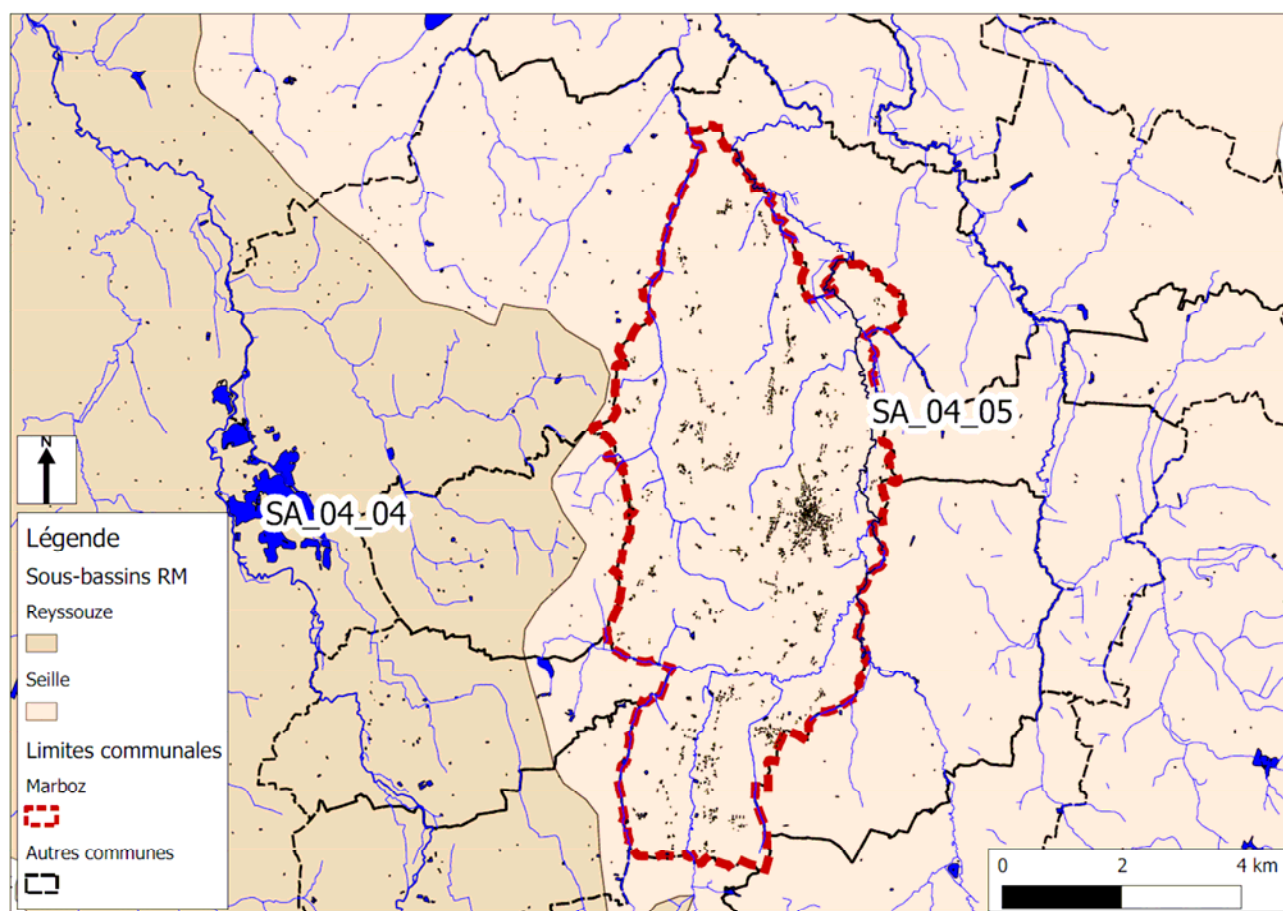 SA_04_05
N
SA_04_04
Légende
Sous-bassins RM
Reyssouze
Seille
Limites communales
Marboz
Autres communes
0 2 4 km